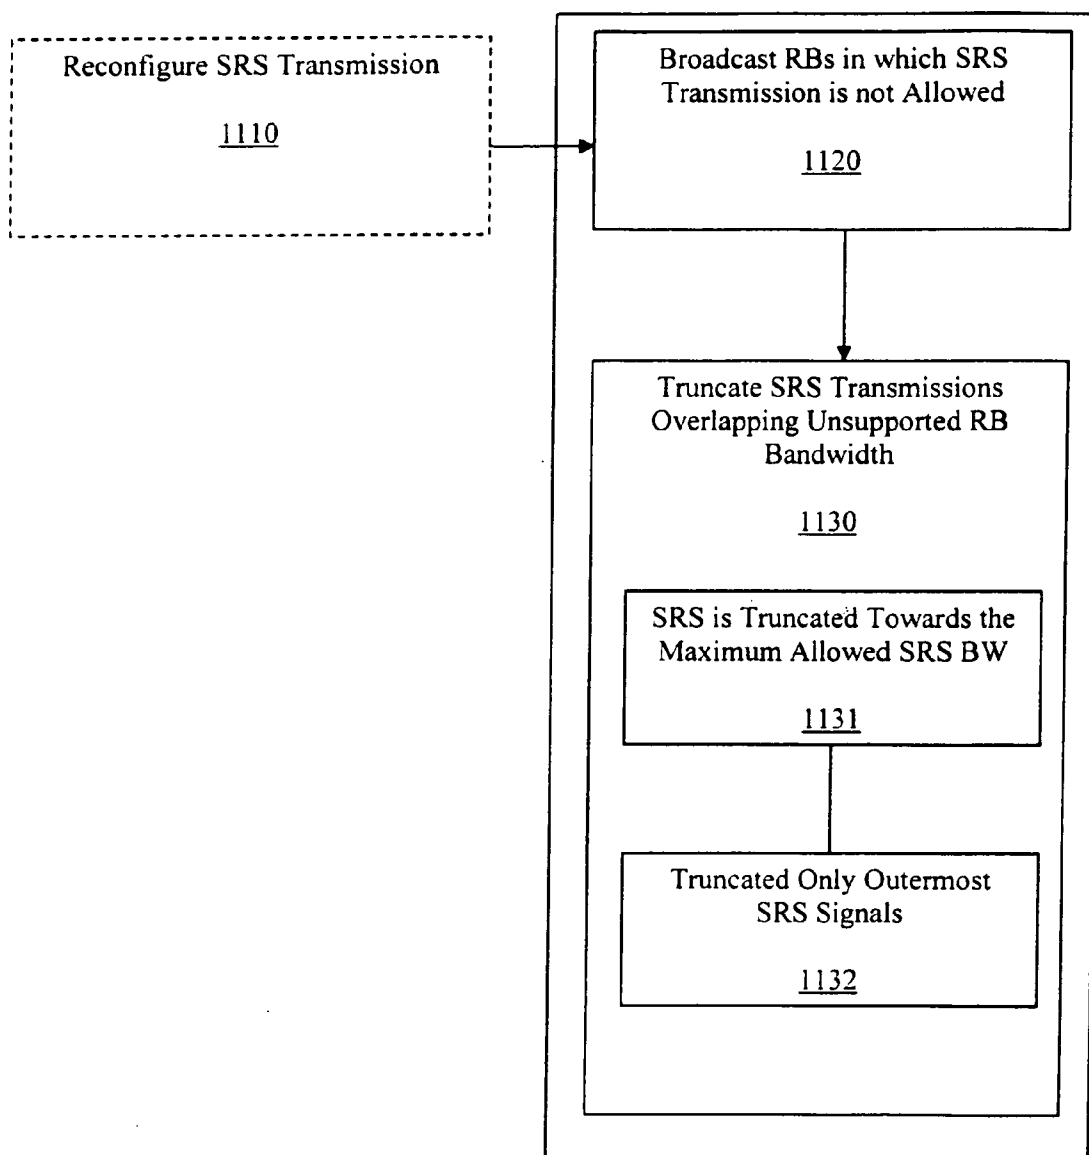 Reconfigure SRS Transmission
1110
Broadcast RBs in which SRS
Transmission is not Allowed
1120
Truncate SRS Transmissions
Overlapping Unsupported RB
Bandwidth
1130
SRS is Truncated Towards the
Maximum Allowed SRS BW
1131
Truncated Only Outermost
SRS Signals
1132